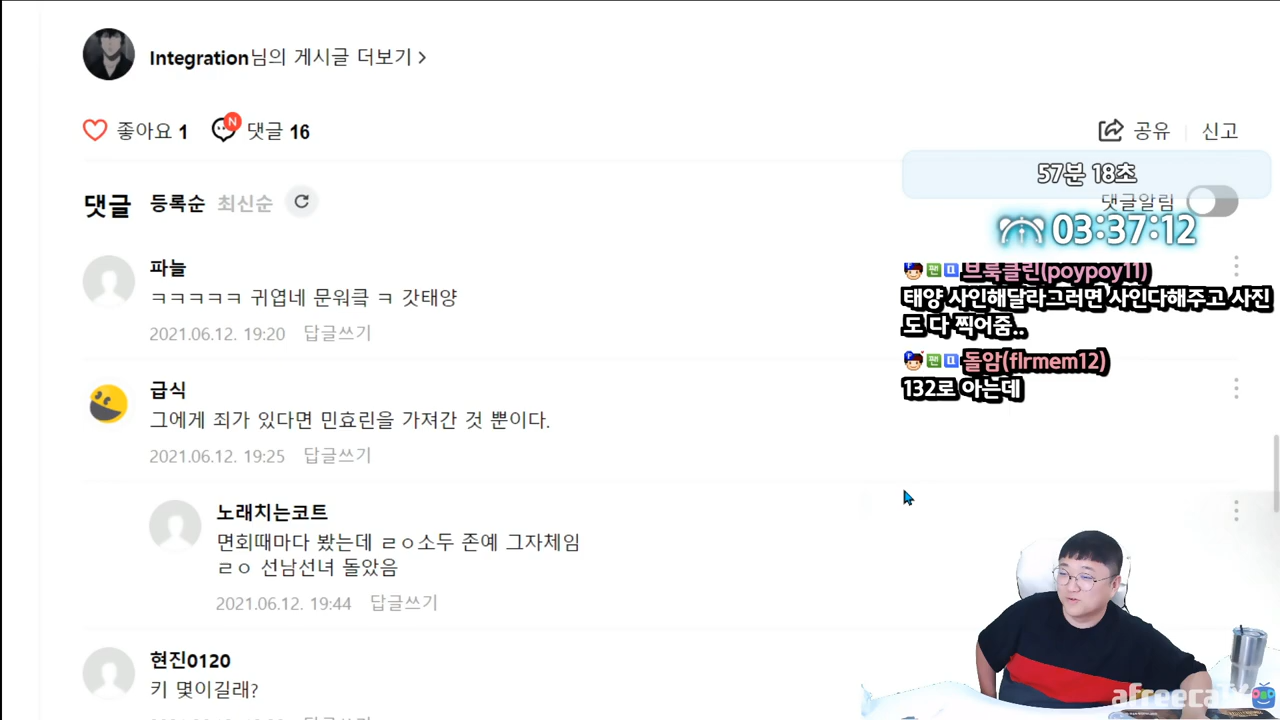 Integration님의 게시글 더보기 >
좋아요 1 댓글 16
공유 신고
57분 18초
댓글 등록순 최신순
댓글알림
03:37:12
파늘
ㅋㅋㅋㅋㅋ 귀엽네 문워크 ㅋ 갓태양
2021.06.12. 19:20 답글쓰기
브룩클린(poypoy11)
태양 사인해달라그러면 사인다해주고 사진
도 다 찍어줌..
돌암(flrmem12)
132로 아는데
급식
그에게 죄가 있다면 민효린을 가져간 것 뿐이다.
2021.06.12. 19:25 답글쓰기
노래치는코트
면회때마다 봤는데 ㄹㅇ소두 존예 그자체임
ㄹㅇ 선남선녀 돌았음
2021.06.12. 19:44 답글쓰기
현진0120
키 몇이길래?
afreeca